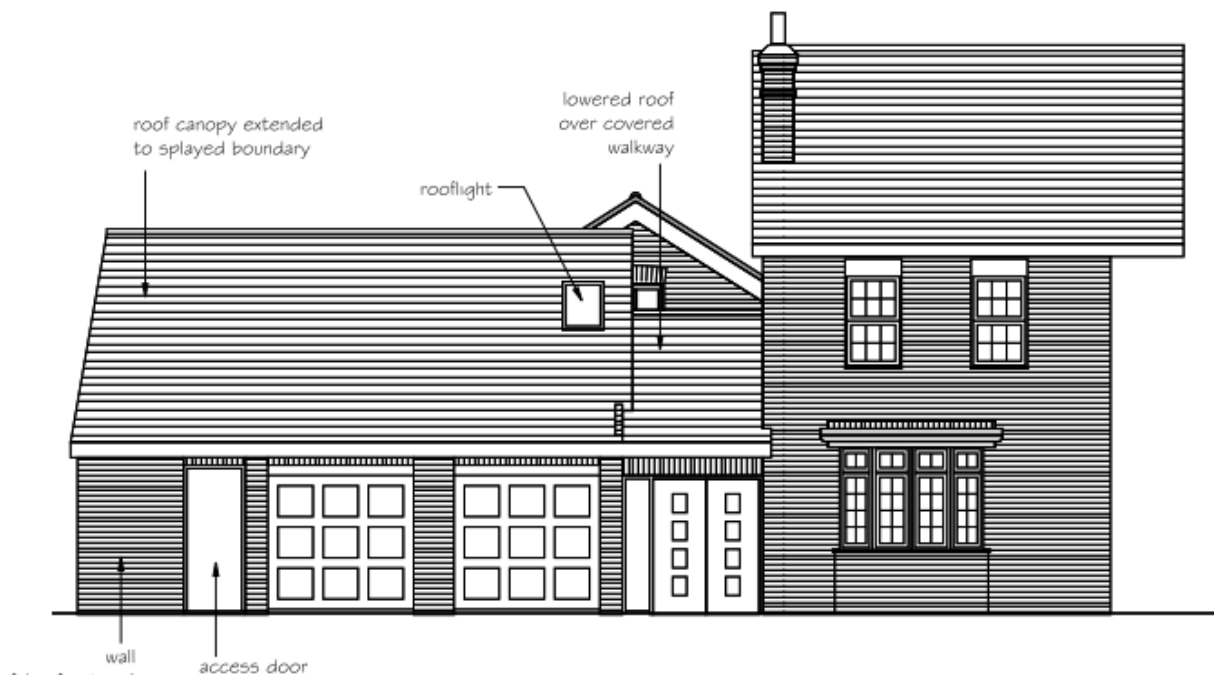 roof canopy extended
to splayed boundary
lowered roof
over covered
walkway
rooflight
wall
access door